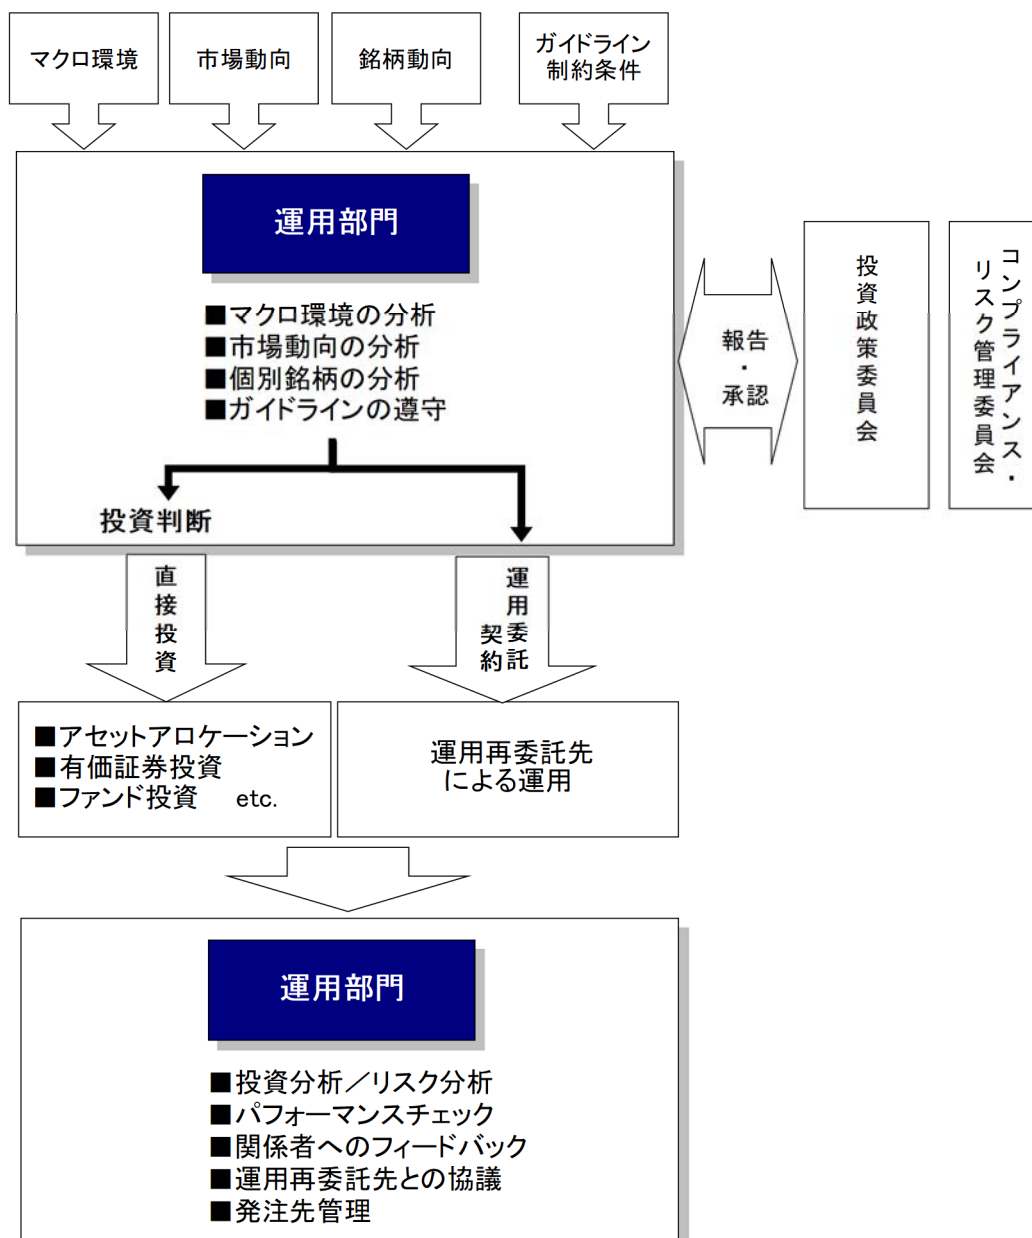 マクロ環境
市場動向
銘柄動向
ガイドライン
制約条件
運用部門
■マクロ環境の分析
■市場動向の分析
■個別銘柄の分析
■ガイドラインの遵守
投資判断
報告
・
承認
投資政策委員会
コンプライアンス・
リスク管理委員会
直接投資
運用委託
契約
■アセットアロケーション
■有価証券投資
■ファンド投資 etc.
運用再委託先
による運用
運用部門
■投資分析／リスク分析
■パフォーマンスチェック
■関係者へのフィードバック
■運用再委託先との協議
■発注先管理